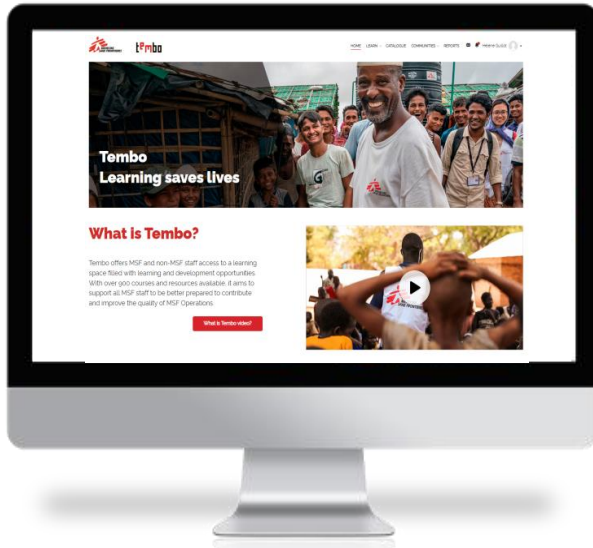 tembo
HOME LEARN CATALOGUE COMMUNITIES REPORTS
Tembo
Learning saves lives
What is Tembo?
Tembo offers MSF and non-MSF staff access to a learning
space filled with learning and development opportunities.
With over 900 courses and resources available, it aims to
support all MSF staff to be better prepared to contribute
and improve the quality of MSF Operations.
What is Tembo video?